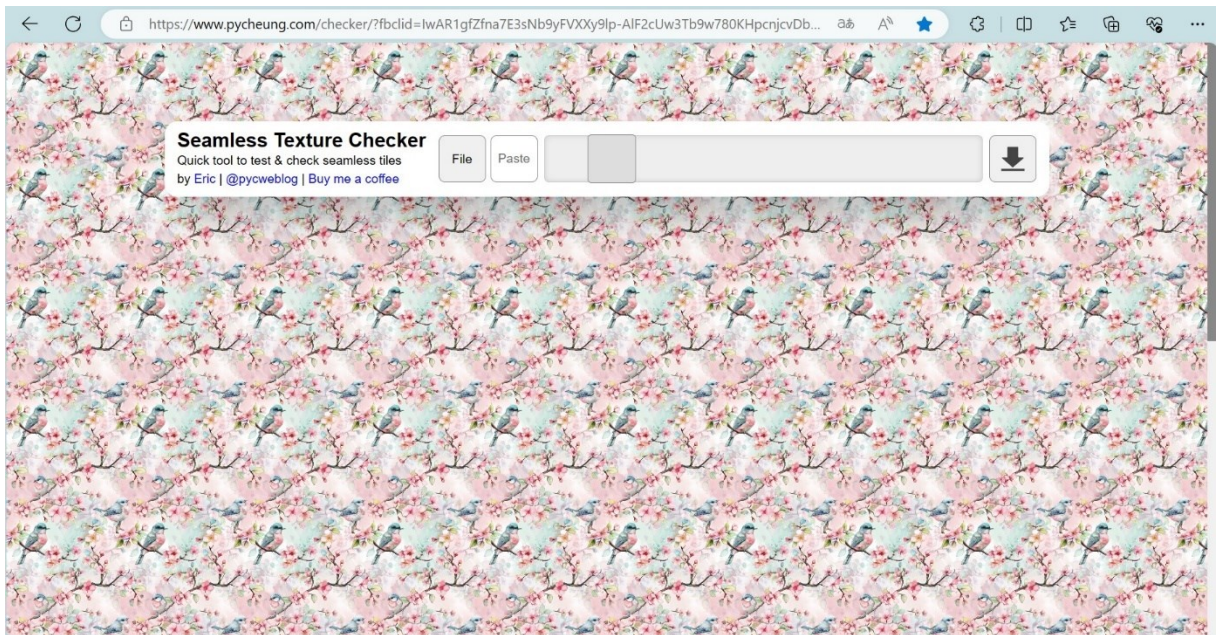 https://www.pycheung.com/checker/?fbclid=IwAR1gfZfna7E3sNb9yFVXXy9lp-AlF2cUw3Tb9w780KHpcnjcvDb...
Seamless Texture Checker
Quick tool to test & check seamless tiles
by Eric | @pycweblog | Buy me a coffee
File
Paste